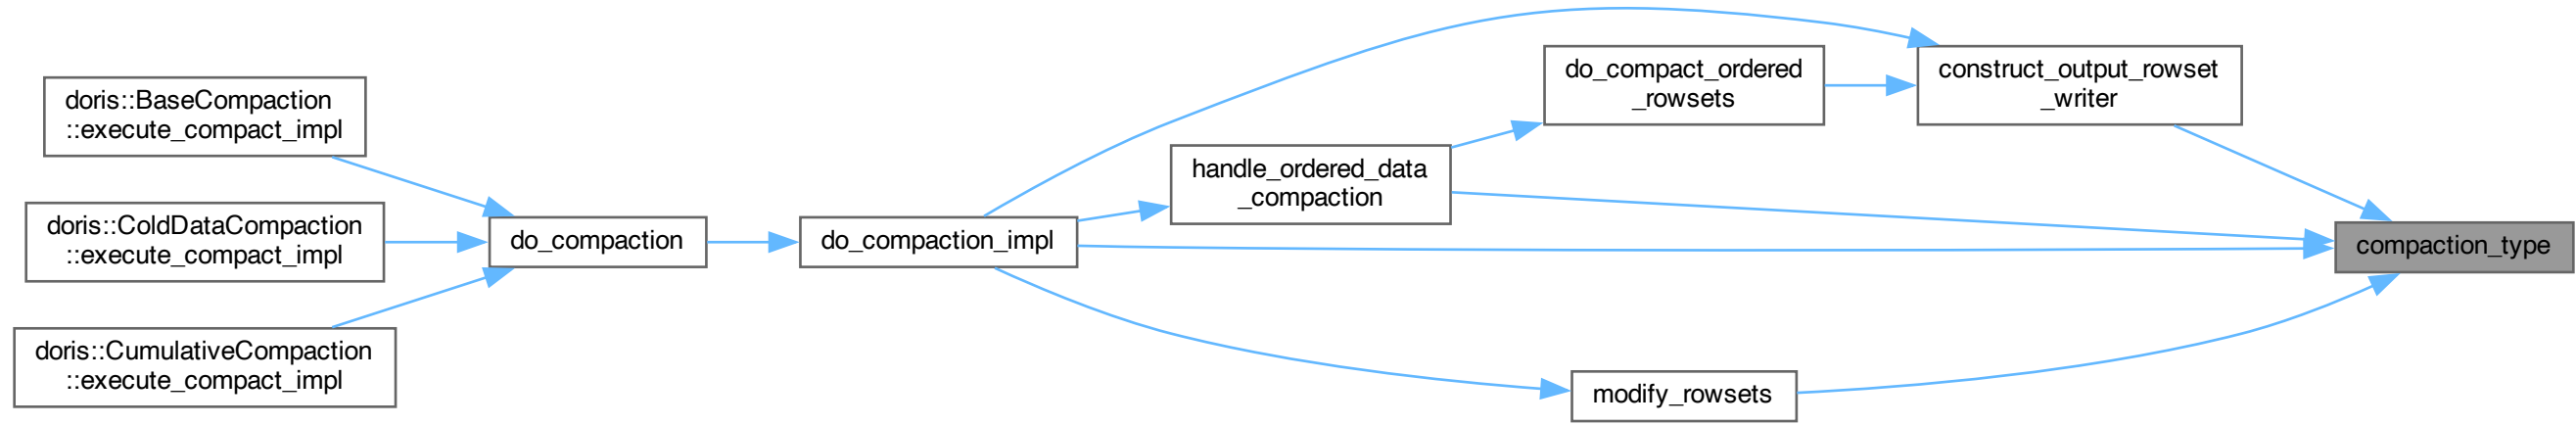 doris::BaseCompaction
::execute_compact_impl
doris::ColdDataCompaction
::execute_compact_impl
doris::CumulativeCompaction
::execute_compact_impl
do_compaction
do_compaction_impl
handle_ordered_data
_compaction
do_compact_ordered
_rowsets
construct_output_rowset
_writer
modify_rowsets
compaction_type